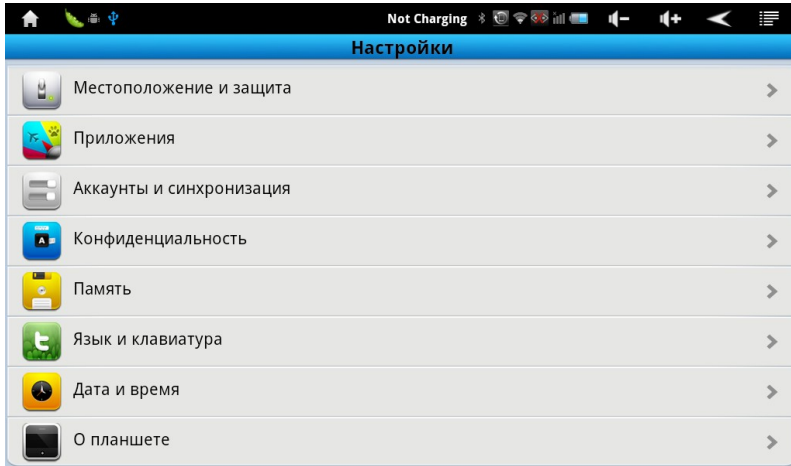 Not Charging
Настройки
Местоположение и защита
Приложения
Аккаунты и синхронизация
Конфиденциальность
Память
Язык и клавиатура
Дата и время
О планшете